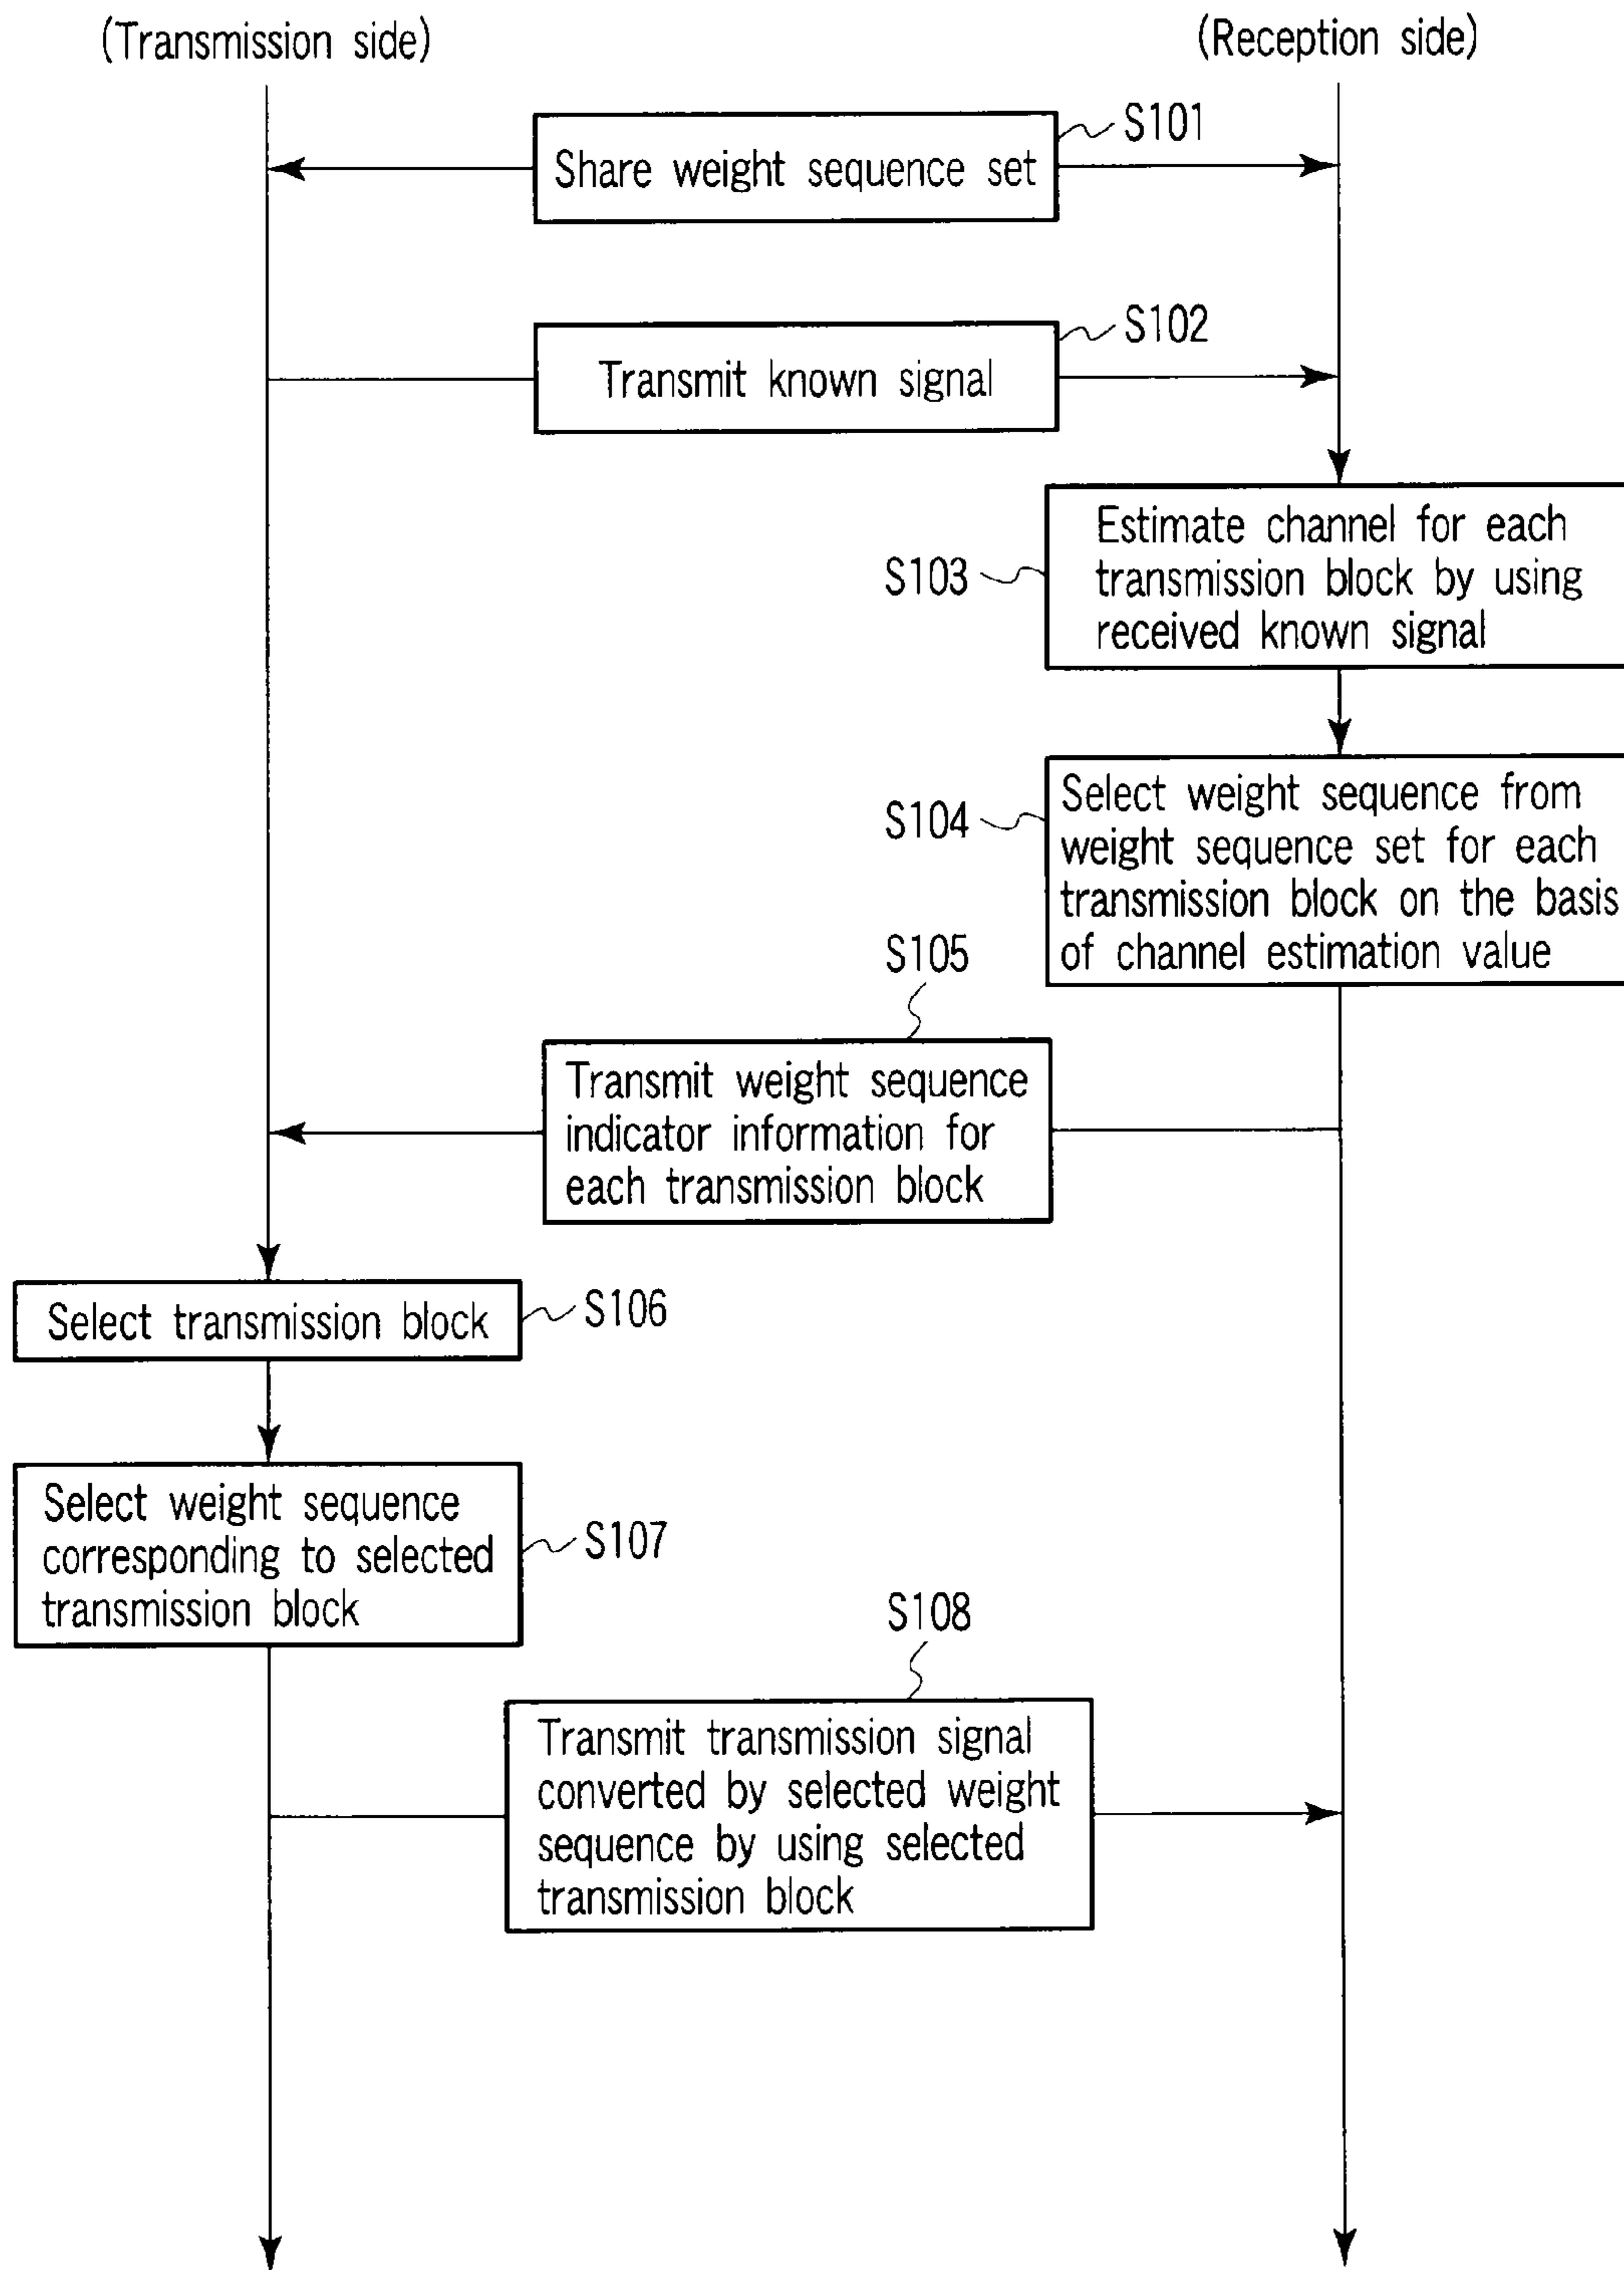 (Transmission side)
(Reception side)
S101
Share weight sequence set
S102
Transmit known signal
S103
Estimate channel for each
transmission block by using
received known signal
S104
Select weight sequence from
weight sequence set for each
transmission block on the basis
of channel estimation value
S105
Transmit weight sequence
indicator information for
each transmission block
Select transmission block
S106
Select weight sequence
corresponding to selected
transmission block
S107
S108
Transmit transmission signal
converted by selected weight
sequence by using selected
transmission block